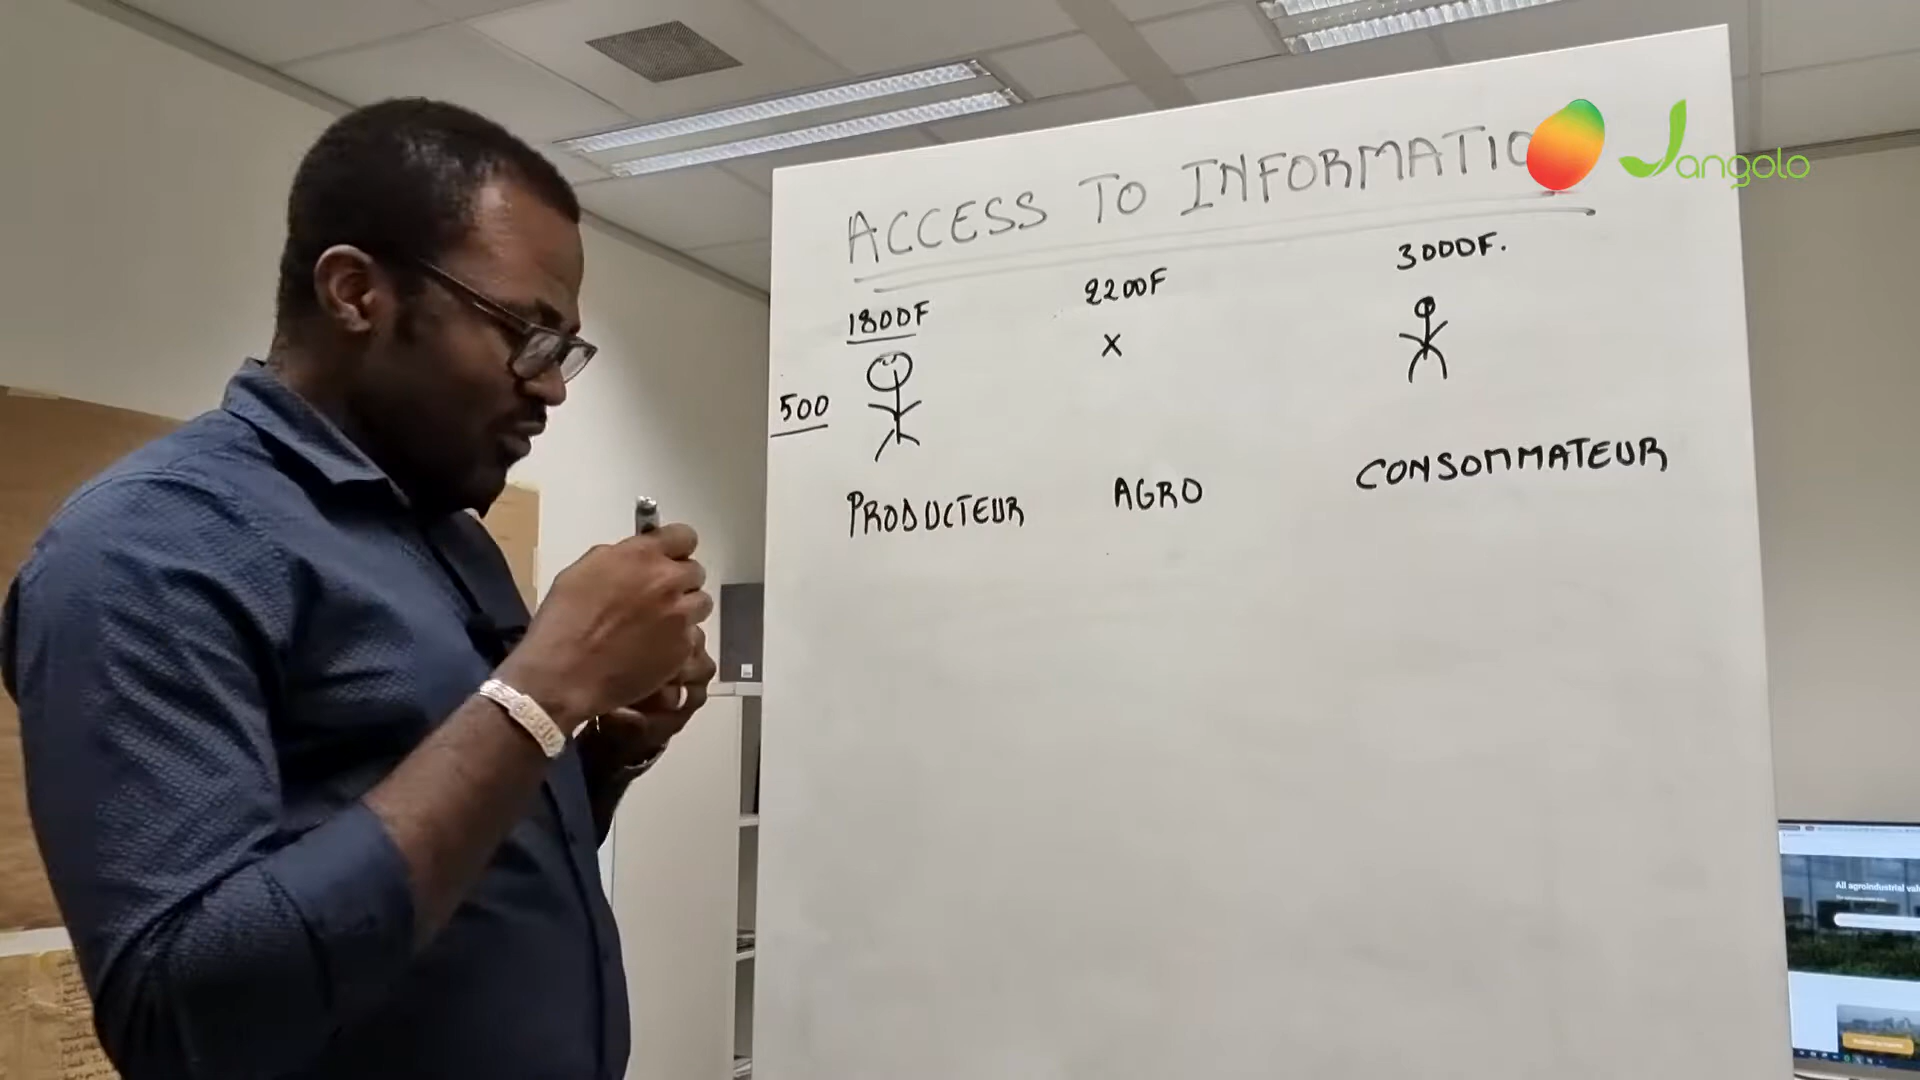 ACCESS TO INFORMATIO
Jangolo
3000F.
2200F
1800F
X
500
CONSOMMATEUR
AGRO
PRODUCTEUR
All agroindustrial val